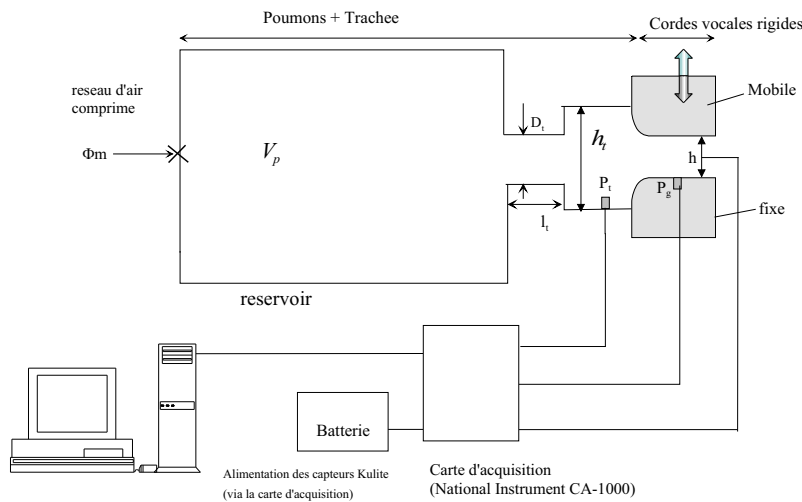 Poumons + Trachee
Cordes vocales rigides
reseau d'air
comprime
Φm
V_p
D_t
h_t
Mobile
h
P_t
P_g
fixe
l_t
reservoir
Batterie
Alimentation des capteurs Kulite
(via la carte d'acquisition)
Carte d'acquisition
(National Instrument CA-1000)